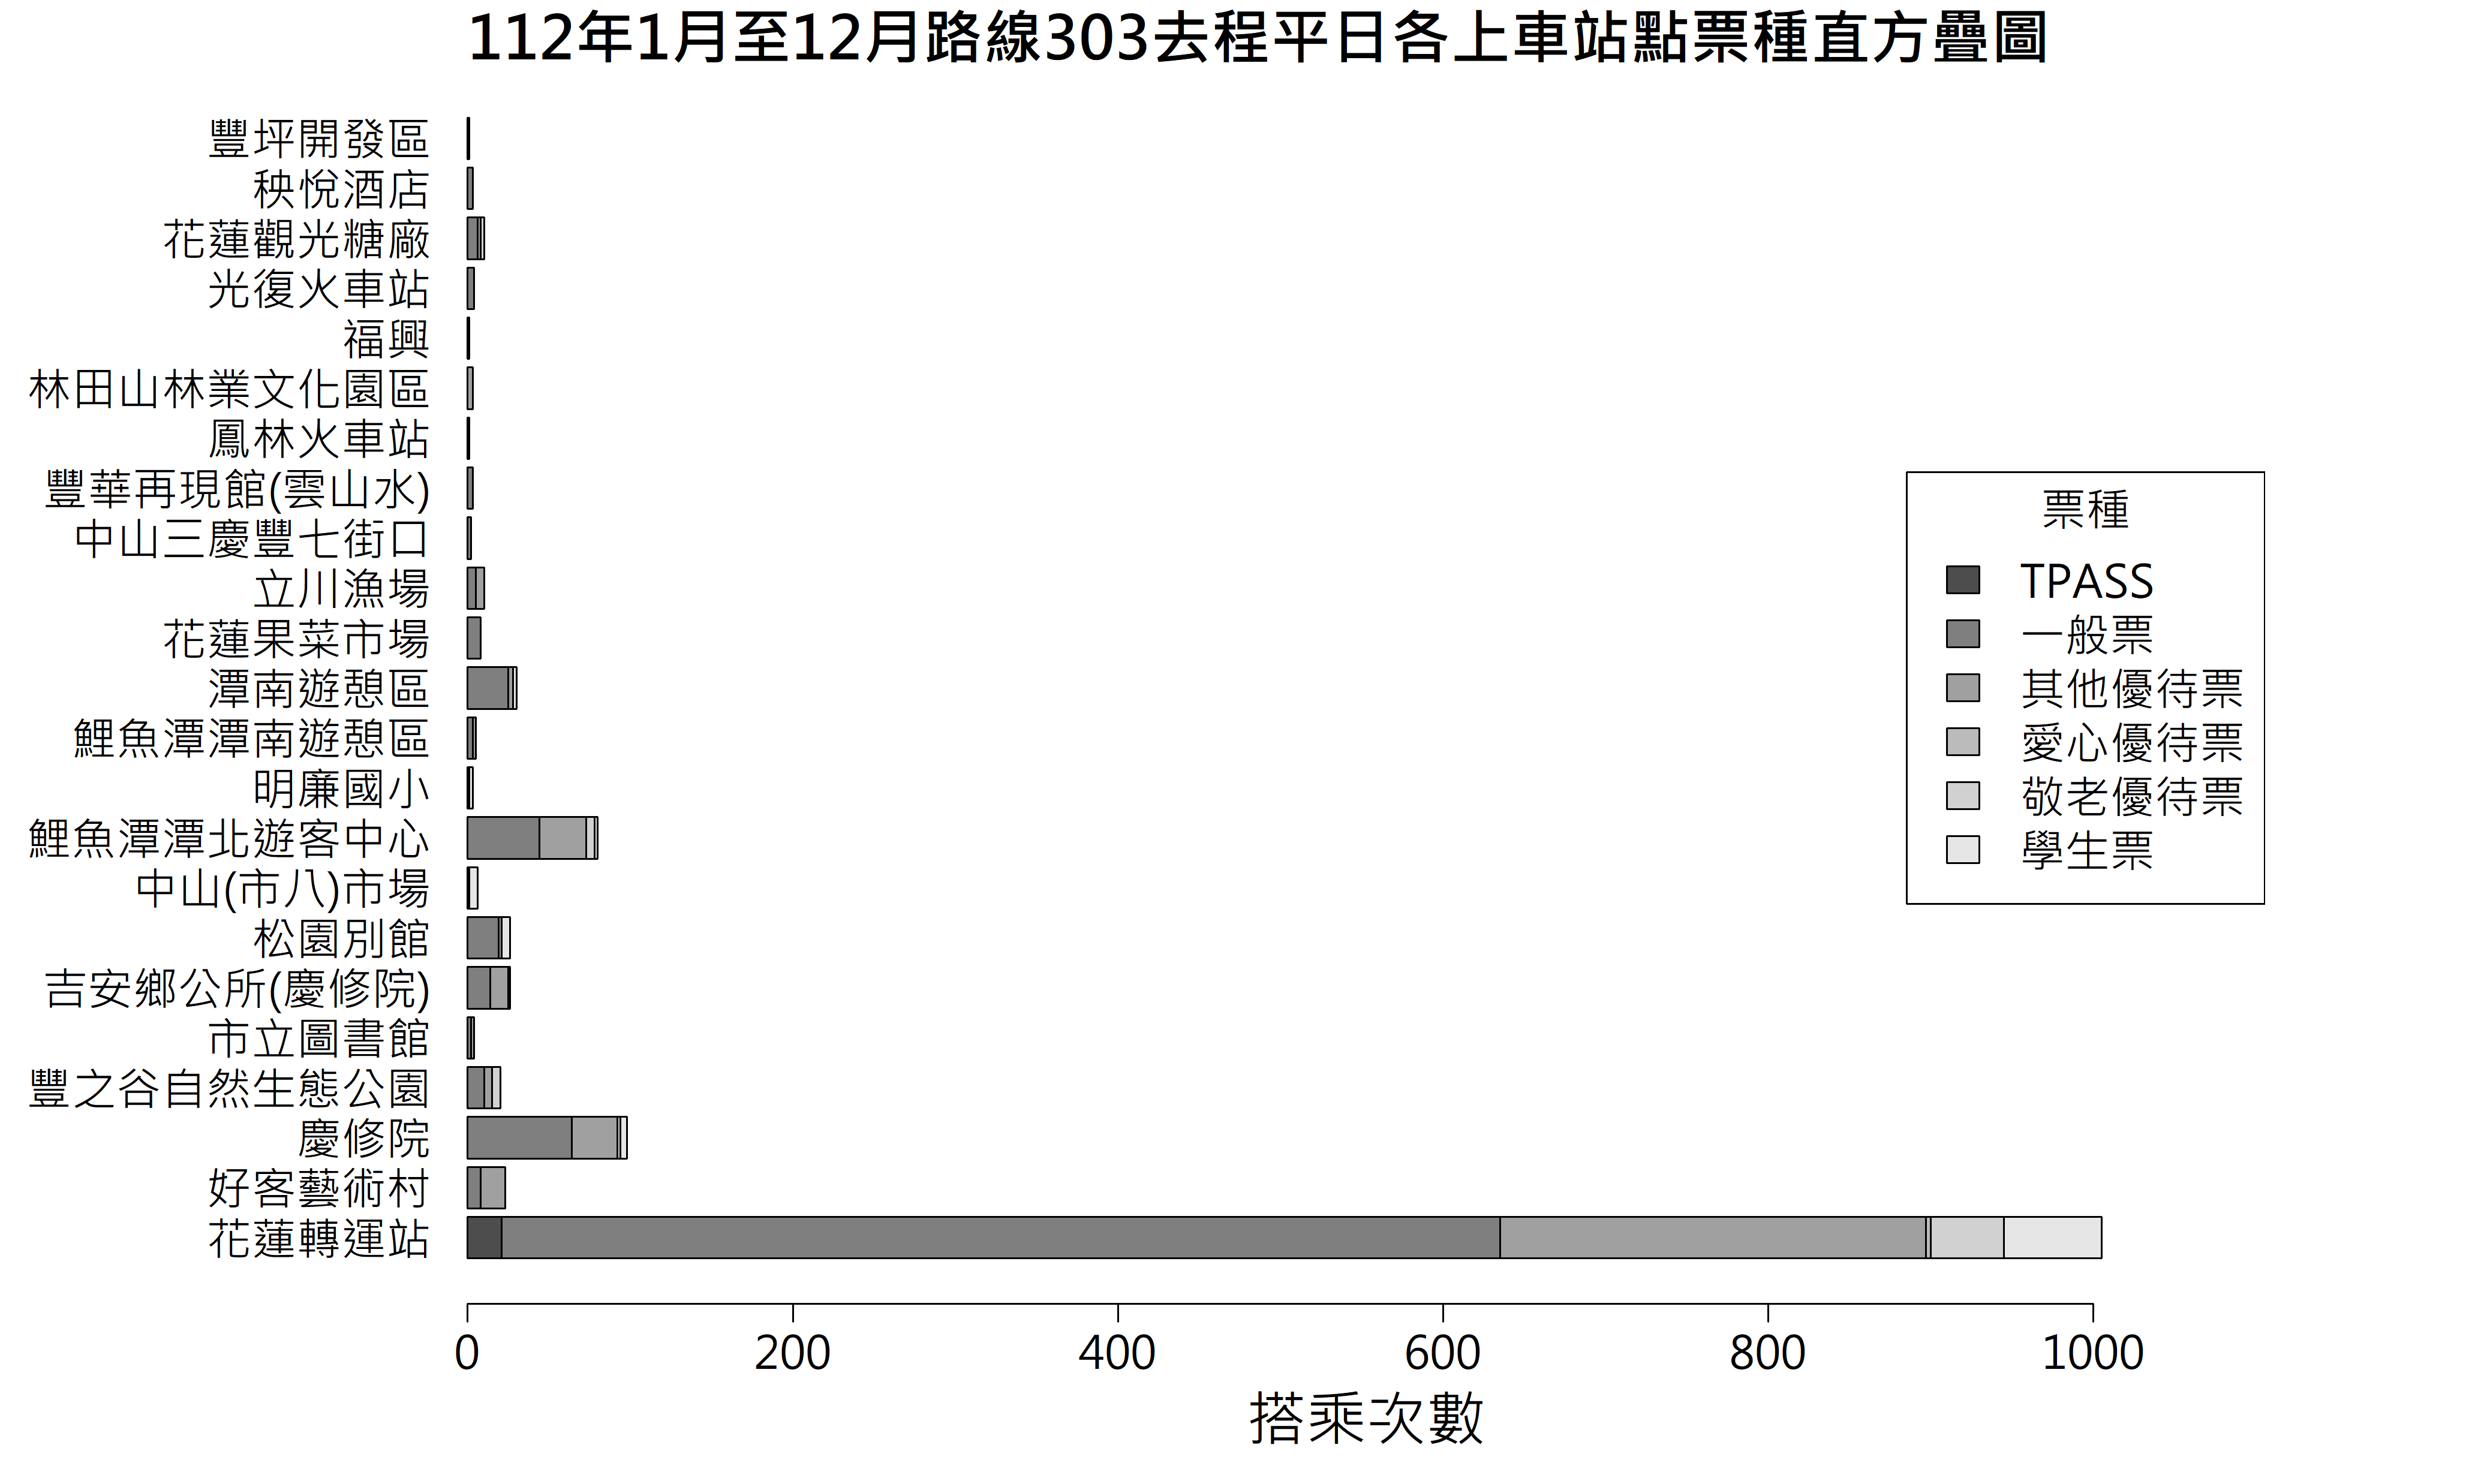 112年1月至12月路線303去程平日各上車站點票種直方疊圖
豐坪開發區
秧悅酒店
花蓮觀光糖廠
光復火車站
福興
林田山林業文化園區
鳳林火車站
豐華再現館(雲山水)
中山三慶豐七街口
立川漁場
花蓮果菜市場
潭南遊憩區
鯉魚潭潭南遊憩區
明廉國小
鯉魚潭潭北遊客中心
中山(市八)市場
松園別館
吉安鄉公所(慶修院)
市立圖書館
豐之谷自然生態公園
慶修院
好客藝術村
花蓮轉運站
票種
TPASS
一般票
其他優待票
愛心優待票
敬老優待票
學生票
0 200 400 600 800 1000
搭乘次數